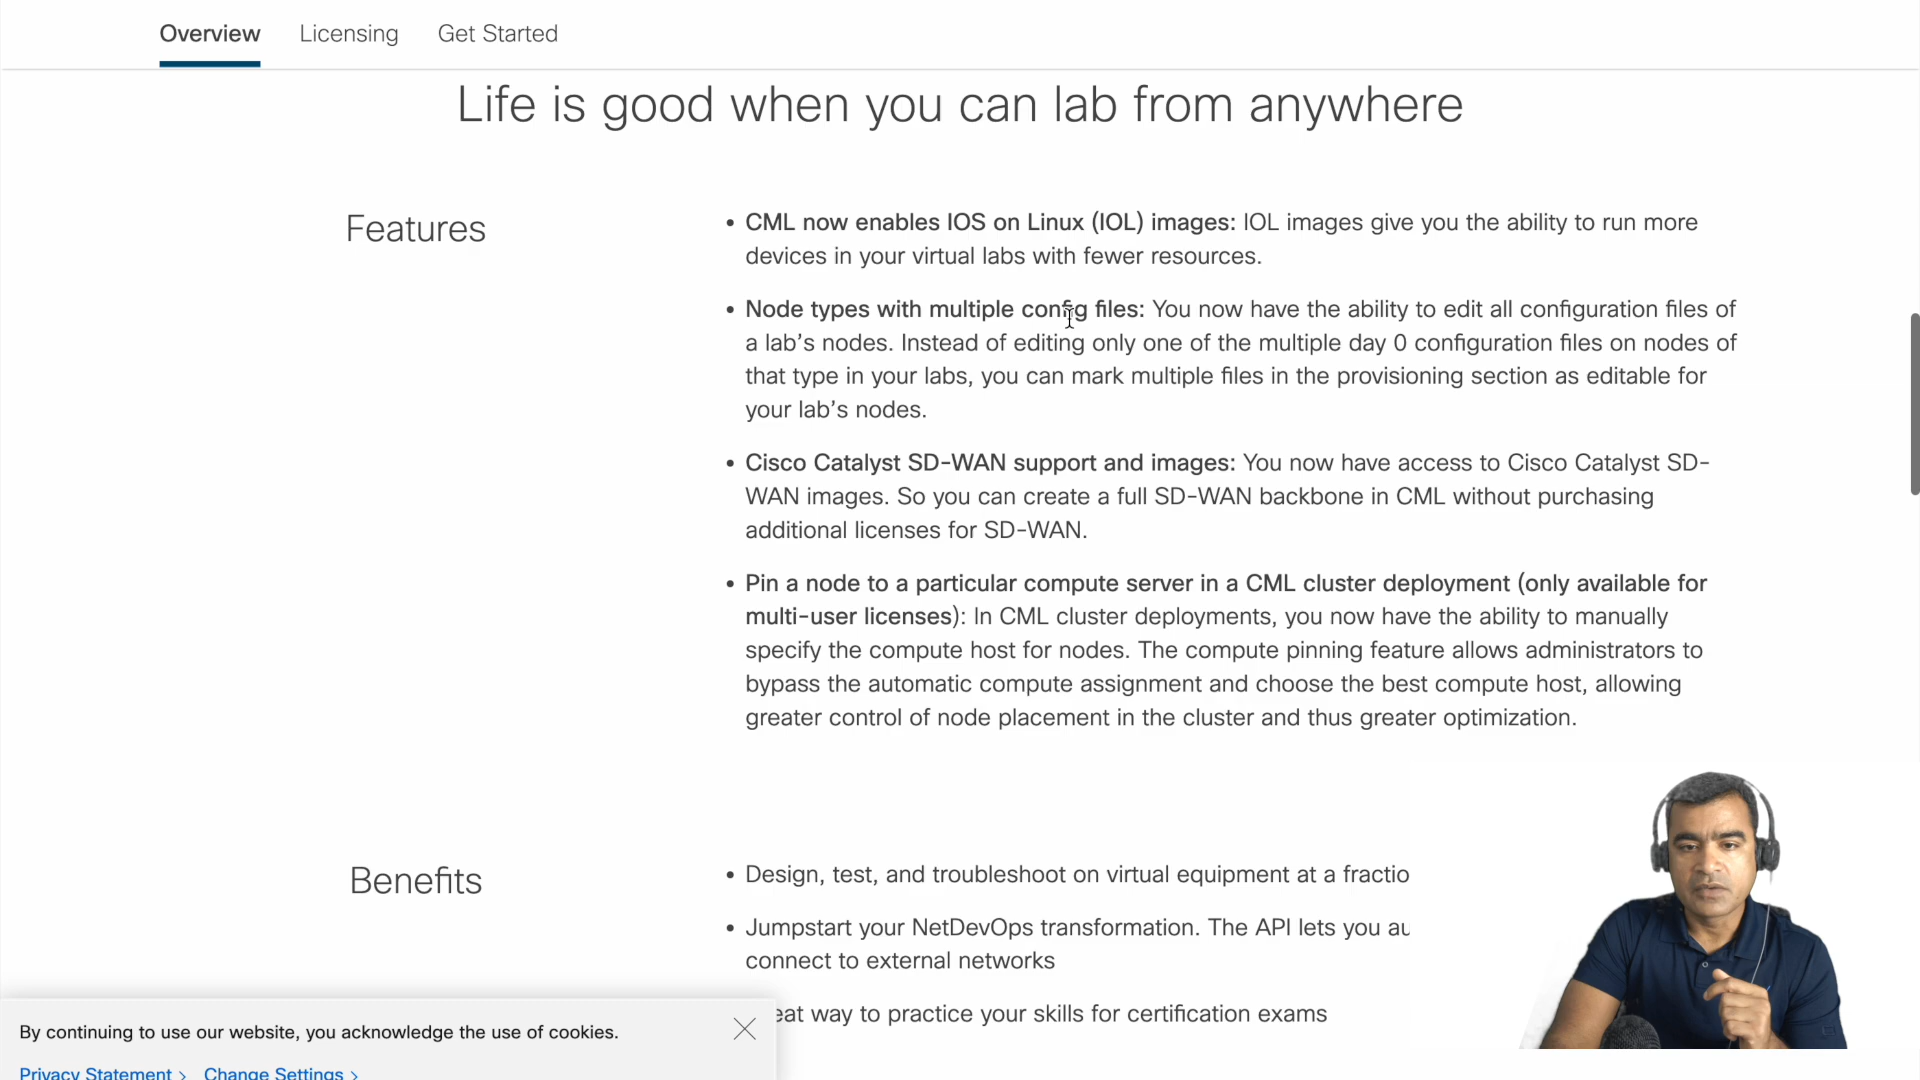 Overview Licensing Get Started
Life is good when you can lab from anywhere
Features
• CML now enables IOS on Linux (IOL) images: IOL images give you the ability to run more
devices in your virtual labs with fewer resources.
• Node types with multiple config files: You now have the ability to edit all configuration files of
a lab’s nodes. Instead of editing only one of the multiple day 0 configuration files on nodes of
that type in your labs, you can mark multiple files in the provisioning section as editable for
your lab’s nodes.
• Cisco Catalyst SD-WAN support and images: You now have access to Cisco Catalyst SD-
WAN images. So you can create a full SD-WAN backbone in CML without purchasing
additional licenses for SD-WAN.
• Pin a node to a particular compute server in a CML cluster deployment (only available for
multi-user licenses): In CML cluster deployments, you now have the ability to manually
specify the compute host for nodes. The compute pinning feature allows administrators to
bypass the automatic compute assignment and choose the best compute host, allowing
greater control of node placement in the cluster and thus greater optimization.
Benefits
• Design, test, and troubleshoot on virtual equipment at a fractio
• Jumpstart your NetDevOps transformation. The API lets you au
connect to external networks
eat way to practice your skills for certification exams
By continuing to use our website, you acknowledge the use of cookies.
Privacy Statement > Change Settings >